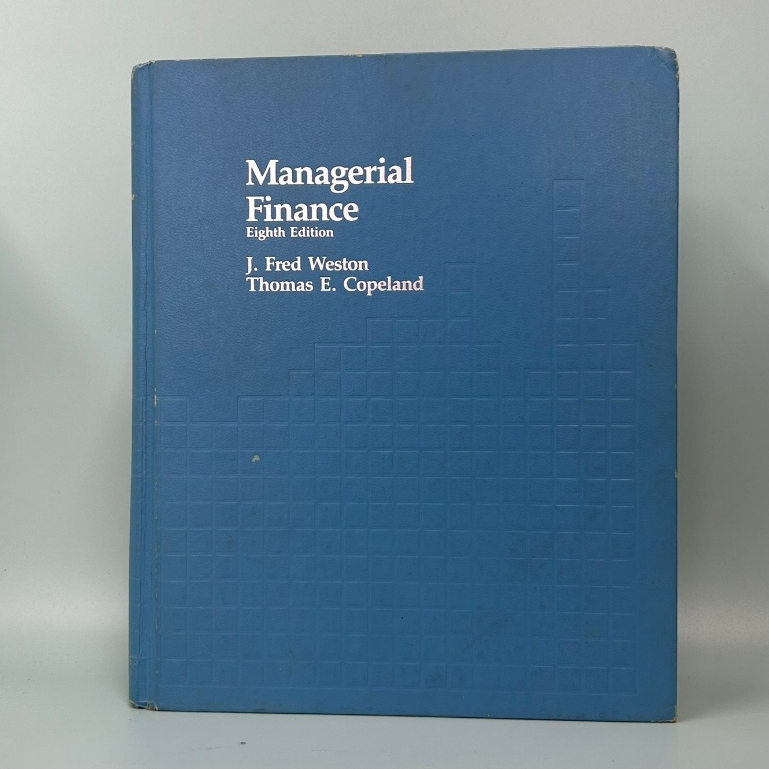 Managerial
Finance
Eighth Edition
J. Fred Weston
Thomas E. Copeland